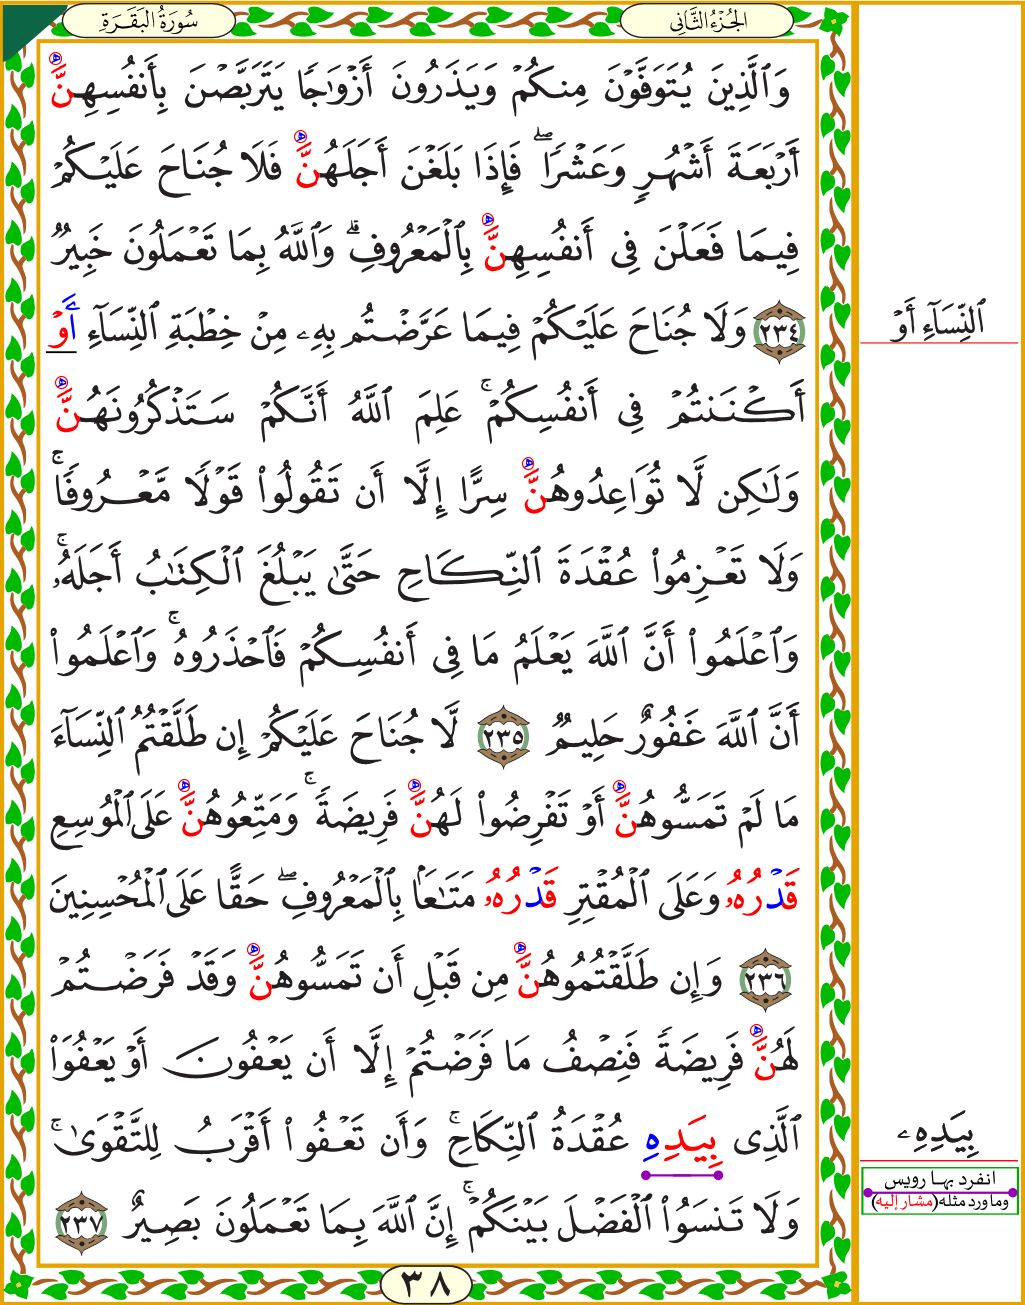 سُورَةُ البَقَرَةِ
الجُزْءُ الثَّانِى
وَٱلَّذِينَ يُتَوَفَّوۡنَ مِنكُمۡ وَيَذَرُونَ أَزۡوَٰجٗا يَتَرَبَّصۡنَ بِأَنفُسِهِنَّ
أَرۡبَعَةَ أَشۡهُرٖ وَعَشۡرٗاۖ فَإِذَا بَلَغۡنَ أَجَلَهُنَّ فَلَا جُنَاحَ عَلَيۡكُمۡ
فِيمَا فَعَلۡنَ فِىٓ أَنفُسِهِنَّ بِٱلۡمَعۡرُوفِۗ وَٱللَّهُ بِمَا تَعۡمَلُونَ خَبِيرٞ
٢٣٤ وَلَا جُنَاحَ عَلَيۡكُمۡ فِيمَا عَرَّضۡتُم بِهِۦ مِنۡ خِطۡبَةِ ٱلنِّسَآءِ أَوۡ
أَكۡنَنتُمۡ فِىٓ أَنفُسِكُمۡۚ عَلِمَ ٱللَّهُ أَنَّكُمۡ سَتَذۡكُرُونَهُنَّ
وَلَٰكِن لَّا تُوَاعِدُوهُنَّ سِرًّا إِلَّآ أَن تَقُولُواْ قَوۡلٗا مَّعۡرُوفٗاۚ
وَلَا تَعۡزِمُواْ عُقۡدَةَ ٱلنِّكَاحِ حَتَّىٰ يَبۡلُغَ ٱلۡكِتَٰبُ أَجَلَهُۥۚ
وَٱعۡلَمُوٓاْ أَنَّ ٱللَّهَ يَعۡلَمُ مَا فِىٓ أَنفُسِكُمۡ فَٱحۡذَرُوهُۚ وَٱعۡلَمُوٓاْ
أَنَّ ٱللَّهَ غَفُورٌ حَلِيمٞ ٢٣٥ لَّا جُنَاحَ عَلَيۡكُمۡ إِن طَلَّقۡتُمُ ٱلنِّسَآءَ
مَا لَمۡ تَمَسُّوهُنَّ أَوۡ تَفۡرِضُواْ لَهُنَّ فَرِيضَةٗۚ وَمَتِّعُوهُنَّ عَلَى ٱلۡمُوسِعِ
قَدۡرُهُۥ وَعَلَى ٱلۡمُقۡتِرِ قَدۡرُهُۥ مَتَٰعَۢا بِٱلۡمَعۡرُوفِۖ حَقًّا عَلَى ٱلۡمُحۡسِنِينَ
٢٣٦ وَإِن طَلَّقۡتُمُوهُنَّ مِن قَبۡلِ أَن تَمَسُّوهُنَّ وَقَدۡ فَرَضۡتُمۡ
لَهُنَّ فَرِيضَةٗ فَنِصۡفُ مَا فَرَضۡتُمۡ إِلَّآ أَن يَعۡفُونَ أَوۡ يَعۡفُوَاْ
ٱلَّذِى بِيَدِهِ عُقۡدَةُ ٱلنِّكَاحِۚ وَأَن تَعۡفُوٓاْ أَقۡرَبُ لِلتَّقۡوَىٰۚ
وَلَا تَنسَوُاْ ٱلۡفَضۡلَ بَيۡنَكُمۡۚ إِنَّ ٱللَّهَ بِمَا تَعۡمَلُونَ بَصِيرٌ ٢٣٧
٣٨
ٱلنِّسَآءِ أَوۡ
بِيَدِهِۦ
انفرد بها رويس
وما ورد مثله (مشار إليه)